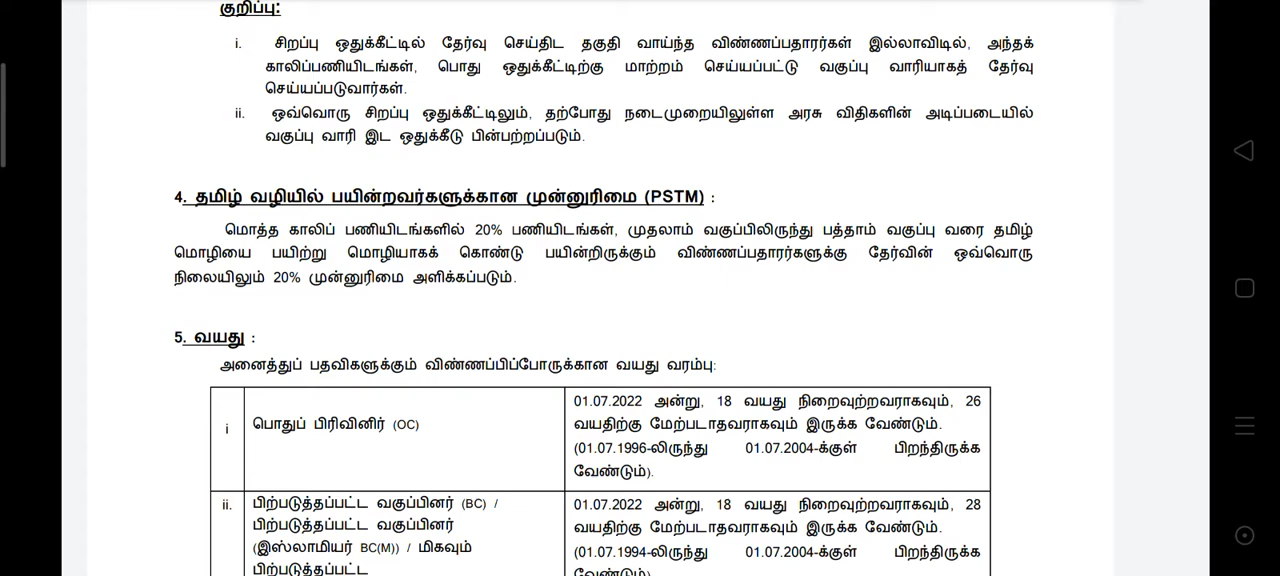 குறிப்பு:
i. சிறப்பு ஒதுக்கீட்டில் தேர்வு செய்திட தகுதி வாய்ந்த விண்ணப்பதாரர்கள் இல்லாவிடில், அந்தக்
காலிப்பணியிடங்கள், பொது ஒதுக்கீட்டிற்கு மாற்றம் செய்யப்பட்டு வகுப்பு வாரியாகத் தேர்வு
செய்யப்படுவார்கள்.
ii. ஒவ்வொரு சிறப்பு ஒதுக்கீட்டிலும், தற்போது நடைமுறையிலுள்ள அரசு விதிகளின் அடிப்படையில்
வகுப்பு வாரி இட ஒதுக்கீடு பின்பற்றப்படும்.
4. தமிழ் வழியில் பயின்றவர்களுக்கான முன்னுரிமை (PSTM) :
மொத்த காலிப் பணியிடங்களில் 20% பணியிடங்கள், முதலாம் வகுப்பிலிருந்து பத்தாம் வகுப்பு வரை தமிழ்
மொழியை பயிற்று மொழியாகக் கொண்டு பயின்றிருக்கும் விண்ணப்பதாரர்களுக்கு தேர்வின் ஒவ்வொரு
நிலையிலும் 20% முன்னுரிமை அளிக்கப்படும்.
5. வயது :
அனைத்துப் பதவிகளுக்கும் விண்ணப்பிப்போருக்கான வயது வரம்பு:
i பொதுப் பிரிவினிர் (OC)
01.07.2022 அன்று, 18 வயது நிறைவுற்றவராகவும், 26
வயதிற்கு மேற்படாதவராகவும் இருக்க வேண்டும்.
(01.07.1996-லிருந்து 01.07.2004-க்குள் பிறந்திருக்க
வேண்டும்).
ii. பிற்படுத்தப்பட்ட வகுப்பினர் (BC) /
பிற்படுத்தப்பட்ட வகுப்பினர்
(இஸ்லாமியர் BC(M)) / மிகவும்
பிற்படுத்தப்பட்ட
01.07.2022 அன்று, 18 வயது நிறைவுற்றவராகவும், 28
வயதிற்கு மேற்படாதவராகவும் இருக்க வேண்டும்.
(01.07.1994-லிருந்து 01.07.2004-க்குள் பிறந்திருக்க
வேண்டும்).